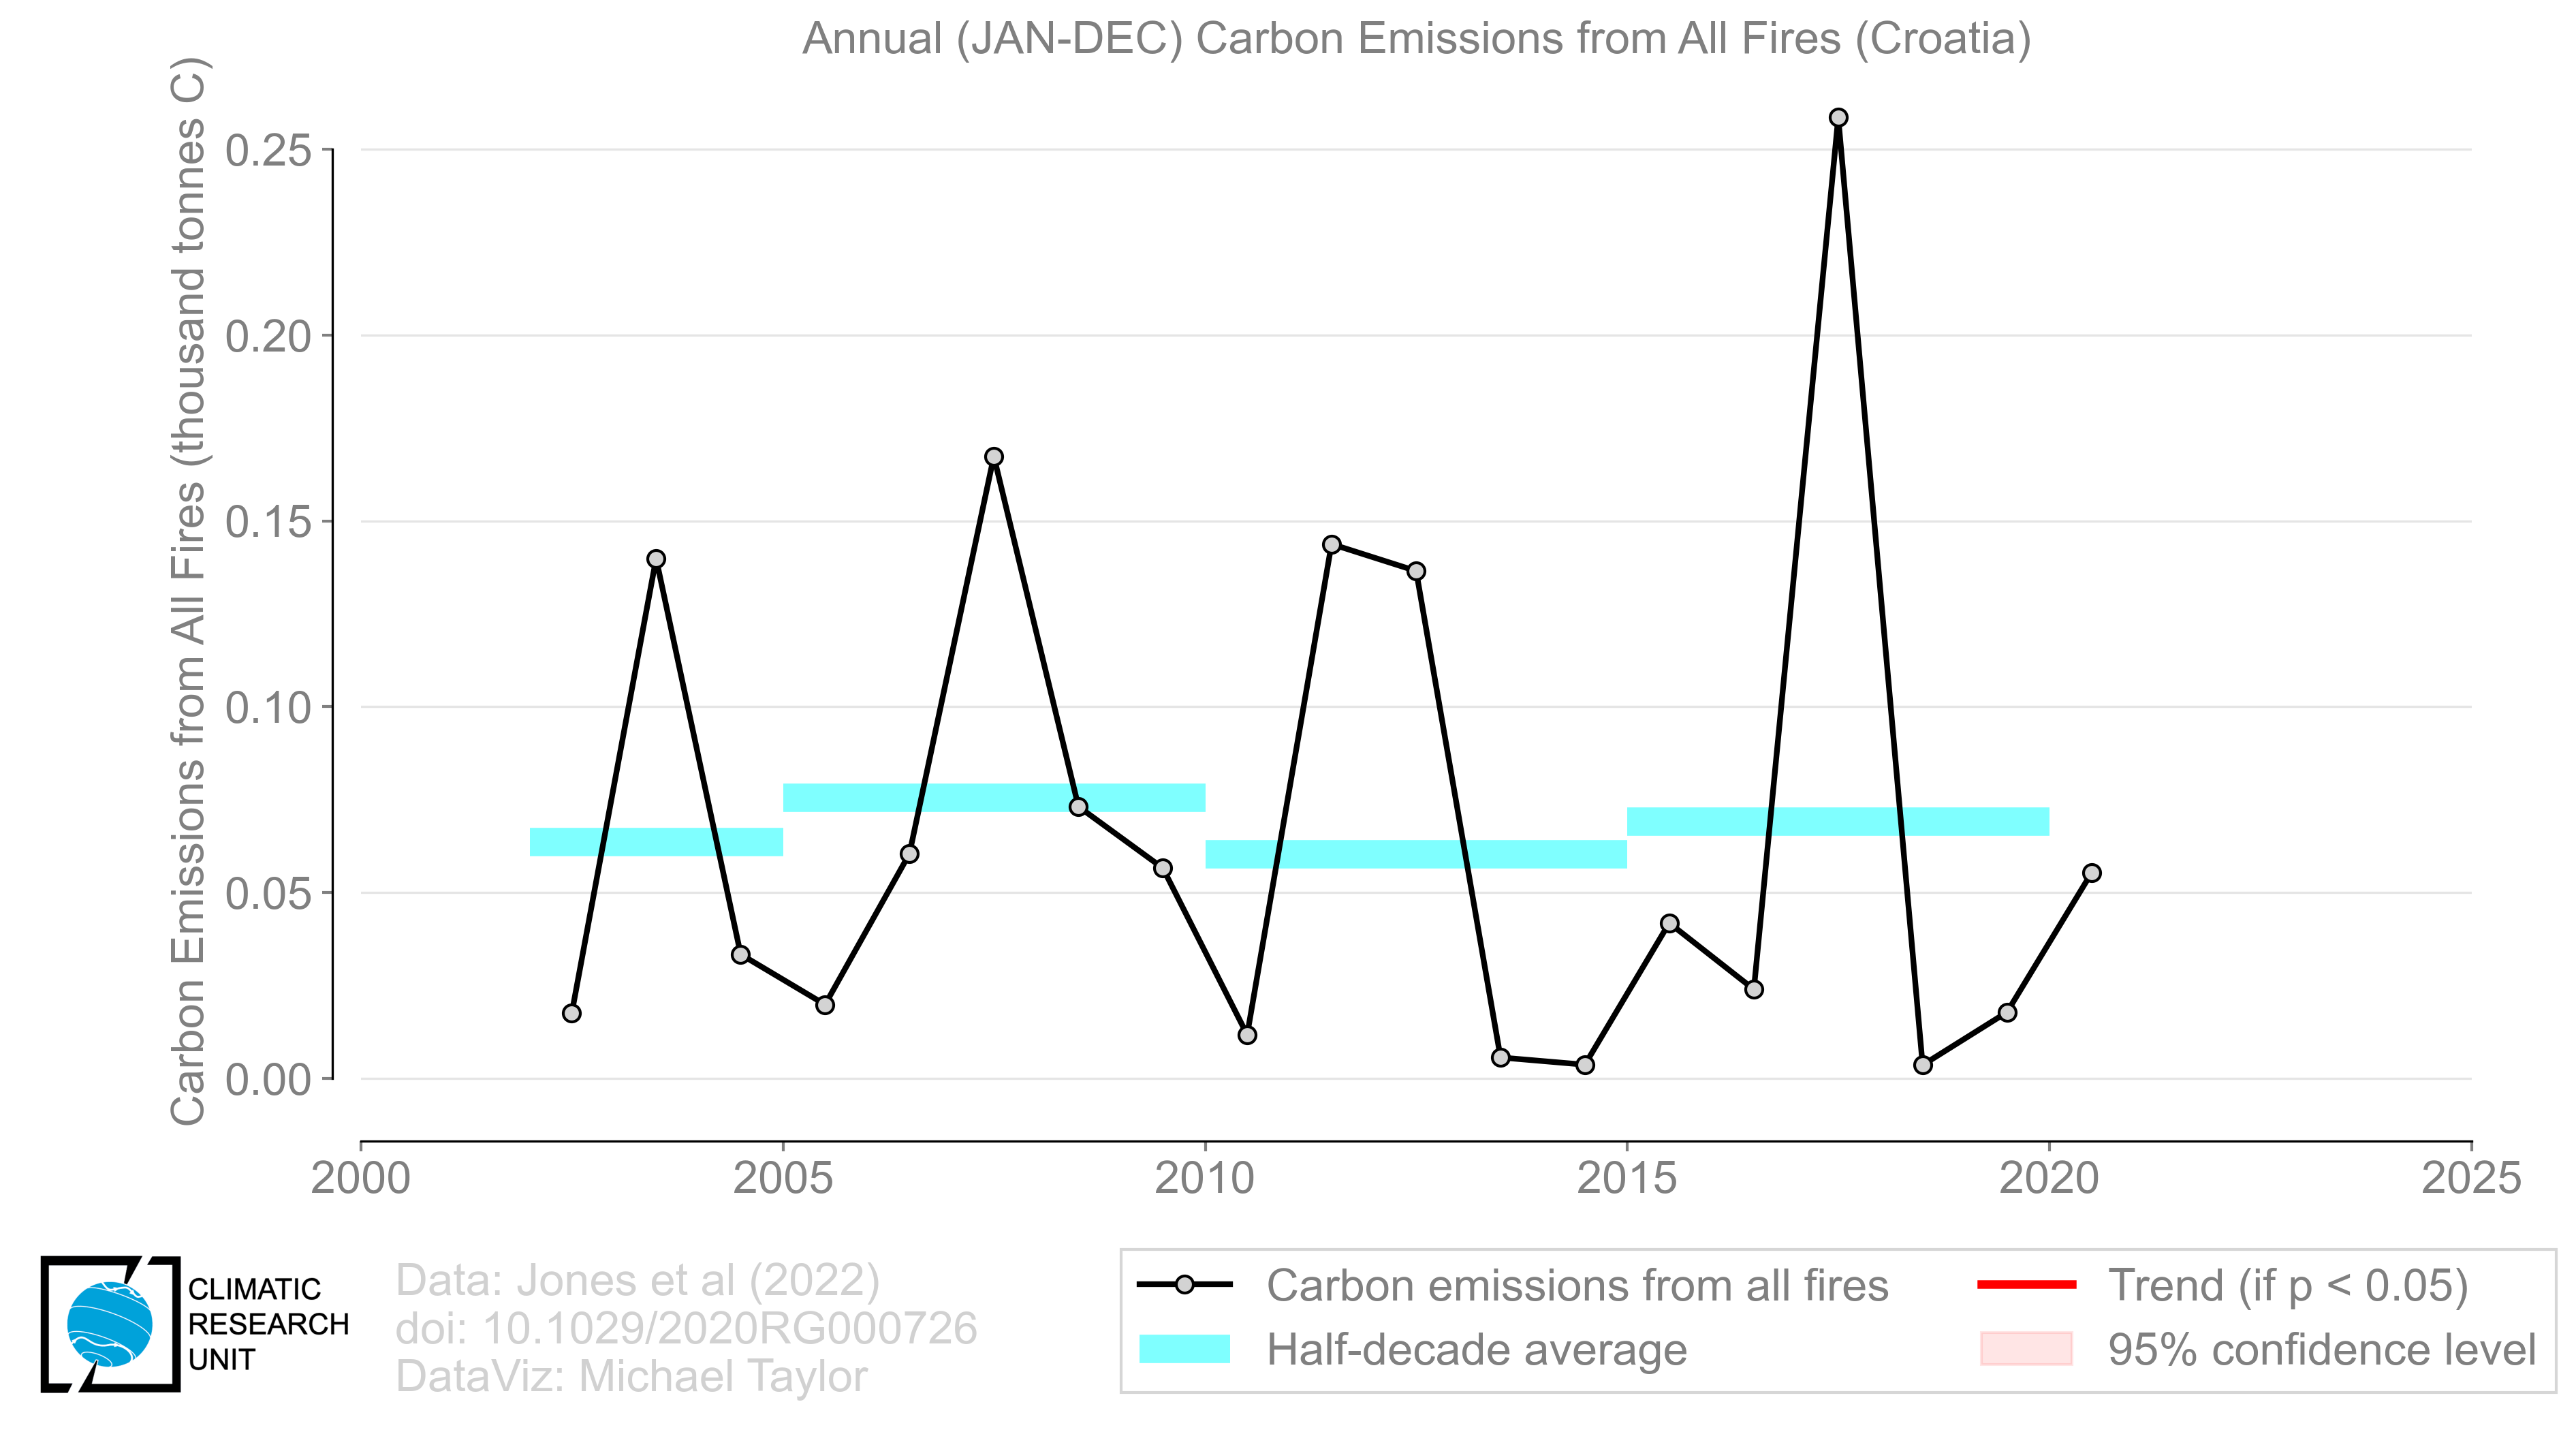 Annual (JAN-DEC) Carbon Emissions from All Fires (Croatia)
Carbon Emissions from All Fires (thousand tonnes C)
0.25
0.20
0.15
0.10
0.05
0.00
2000 2005 2010 2015 2020 2025
CLIMATIC
RESEARCH
UNIT
Data: Jones et al (2022)
doi: 10.1029/2020RG000726
DataViz: Michael Taylor
Carbon emissions from all fires
Half-decade average
Trend (if p < 0.05)
95% confidence level